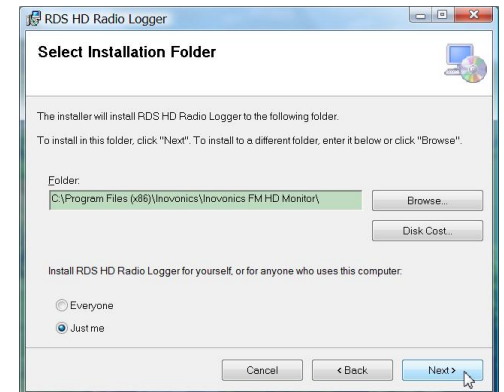 RDS HD Radio Logger
Select Installation Folder
The installer will install RDS HD Radio Logger to the following folder.
To install in this folder, click "Next". To install to a different folder, enter it below or click "Browse".
Folder:
C:\Program Files (x86)\Inovonics\Inovonics FM HD Monitor\
Browse...
Disk Cost...
Install RDS HD Radio Logger for yourself, or for anyone who uses this computer:
Everyone
Just me
Cancel
< Back
Next >